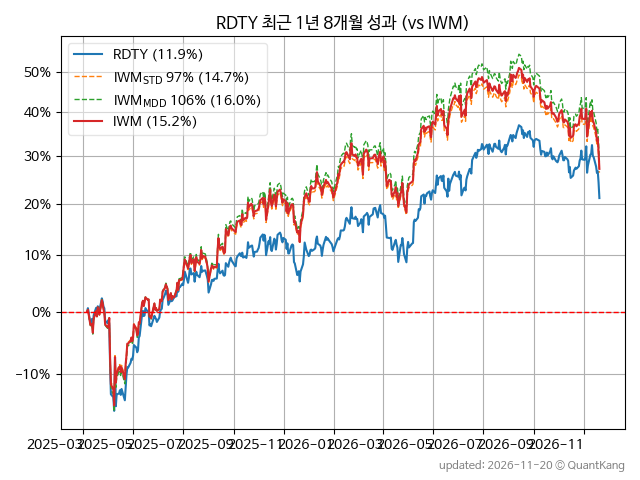 RDTY 최근 1년 8개월 성과 (vs IWM)
RDTY (11.9%)
IWMSTD 97% (14.7%)
IWMMDD 106% (16.0%)
IWM (15.2%)
50%
40%
30%
20%
10%
0%
−10%
2025-03 2025-05 2025-07 2025-09 2025-11 2026-01 2026-03 2026-05 2026-07 2026-09 2026-11
updated: 2026-11-20 © QuantKang